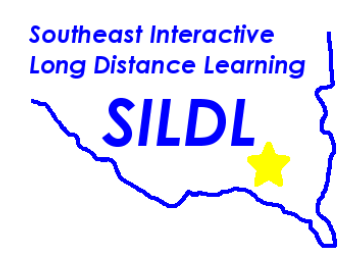 Southeast Interactive
Long Distance Learning
SILDL